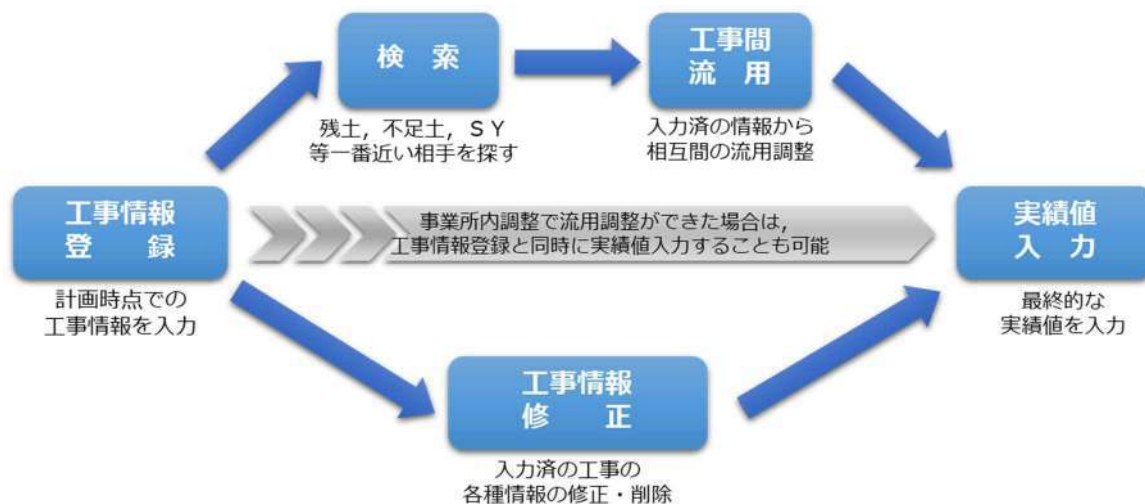 検 索
残土，不足土，ＳＹ
等一番近い相手を探す
工事間
流 用
入力済の情報から
相互間の流用調整
工事情報
登 録
計画時点での
工事情報を入力
事業所内調整で流用調整ができた場合は，
工事情報登録と同時に実績値入力することも可能
実績値
入 力
最終的な
実績値を入力
工事情報
修 正
入力済の工事の
各種情報の修正・削除